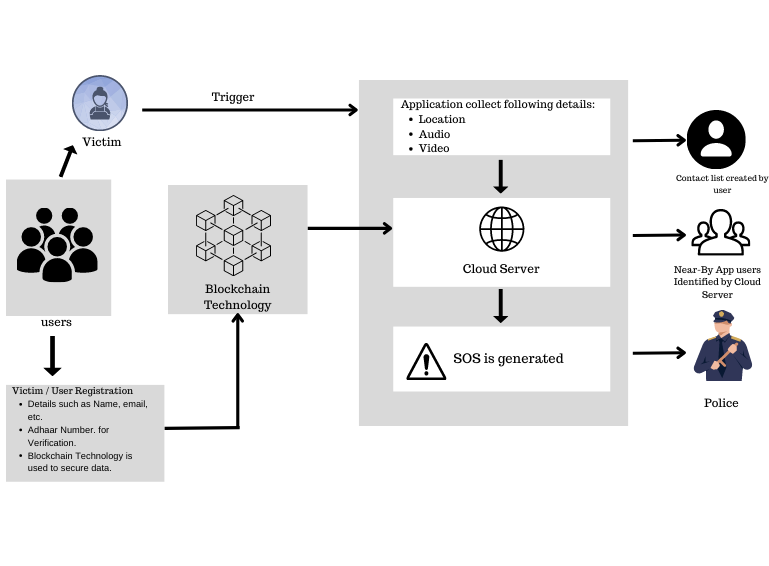 Trigger
Victim
Application collect following details:
• Location
• Audio
• Video
Contact list created by
user
Blockchain
Technology
Cloud Server
Near-By App users
Identified by Cloud
Server
users
SOS is generated
Police
Victim / User Registration
• Details such as Name, email,
etc.
• Adhaar Number. for
Verification.
• Blockchain Technology is
used to secure data.